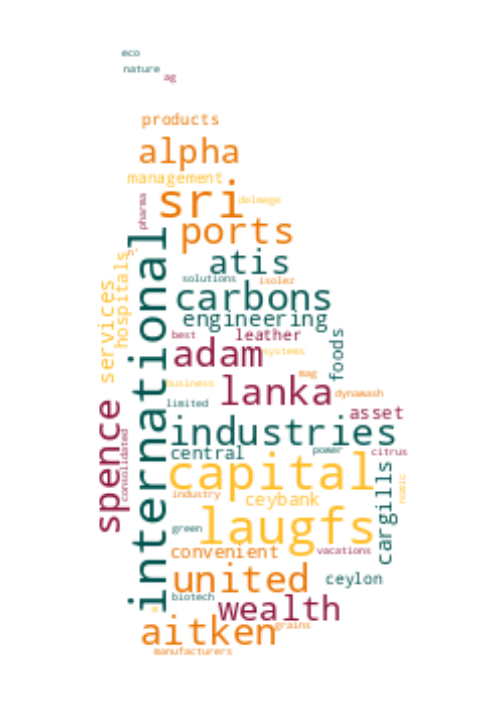 eco
nature
ag
products
alpha
management
pharma
sri
delmege
ports
n'
international
atis
hospitals
services
solutions
isolez
carbons
engineering
best
leather
foods
adam
systems
mag
business
lanka
dynawash
limited
asset
spence
consolidated
industries
central
power
citrus
capital
cargills
nomic
industry
ceybank
laugfs
green
convenient
vacations
united
ceylon
biotech
wealth
aitken
grains
manufacturers